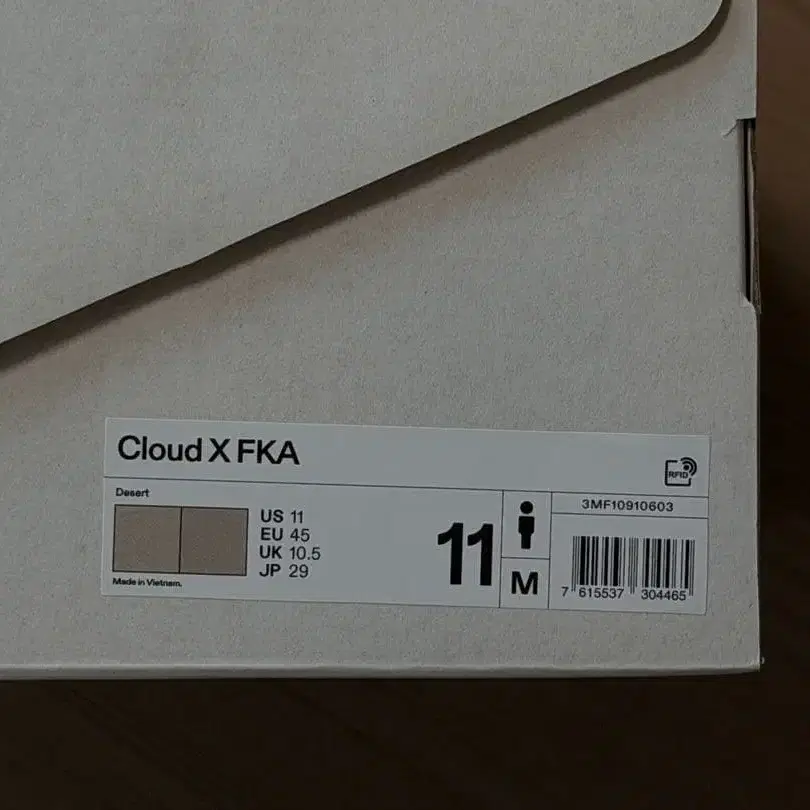 Cloud X FKA
RFID
Desert
US 11
EU 45
UK 10.5
JP 29
Made in Vietnam.
11
M
3MF10910603
7 615537 304465